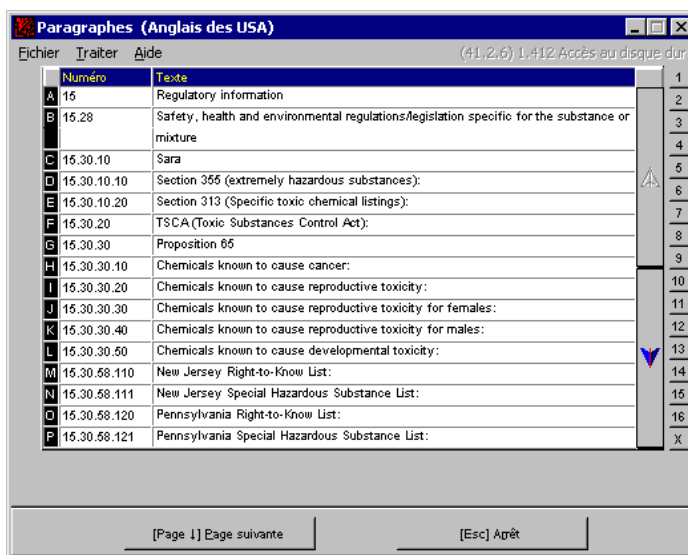 Paragraphes (Anglais des USA)
Fichier Traiter Aide (41.2.6) 1.412 Accès au disque dur
Numéro Texte
A 15 Regulatory information
B 15.28 Safety, health and environmental regulations/legislation specific for the substance or
mixture
C 15.30.10 Sara
D 15.30.10.10 Section 355 (extremely hazardous substances):
E 15.30.10.20 Section 313 (Specific toxic chemical listings):
F 15.30.20 TSCA (Toxic Substances Control Act):
G 15.30.30 Proposition 65
H 15.30.30.10 Chemicals known to cause cancer:
I 15.30.30.20 Chemicals known to cause reproductive toxicity:
J 15.30.30.30 Chemicals known to cause reproductive toxicity for females:
K 15.30.30.40 Chemicals known to cause reproductive toxicity for males:
L 15.30.30.50 Chemicals known to cause developmental toxicity:
M 15.30.58.110 New Jersey Right-to-Know List:
N 15.30.58.111 New Jersey Special Hazardous Substance List:
O 15.30.58.120 Pennsylvania Right-to-Know List:
P 15.30.58.121 Pennsylvania Special Hazardous Substance List:
1
2
3
4
5
6
7
8
9
10
11
12
13
14
15
16
X
[Page ↓] Page suivante [Esc] Arrêt